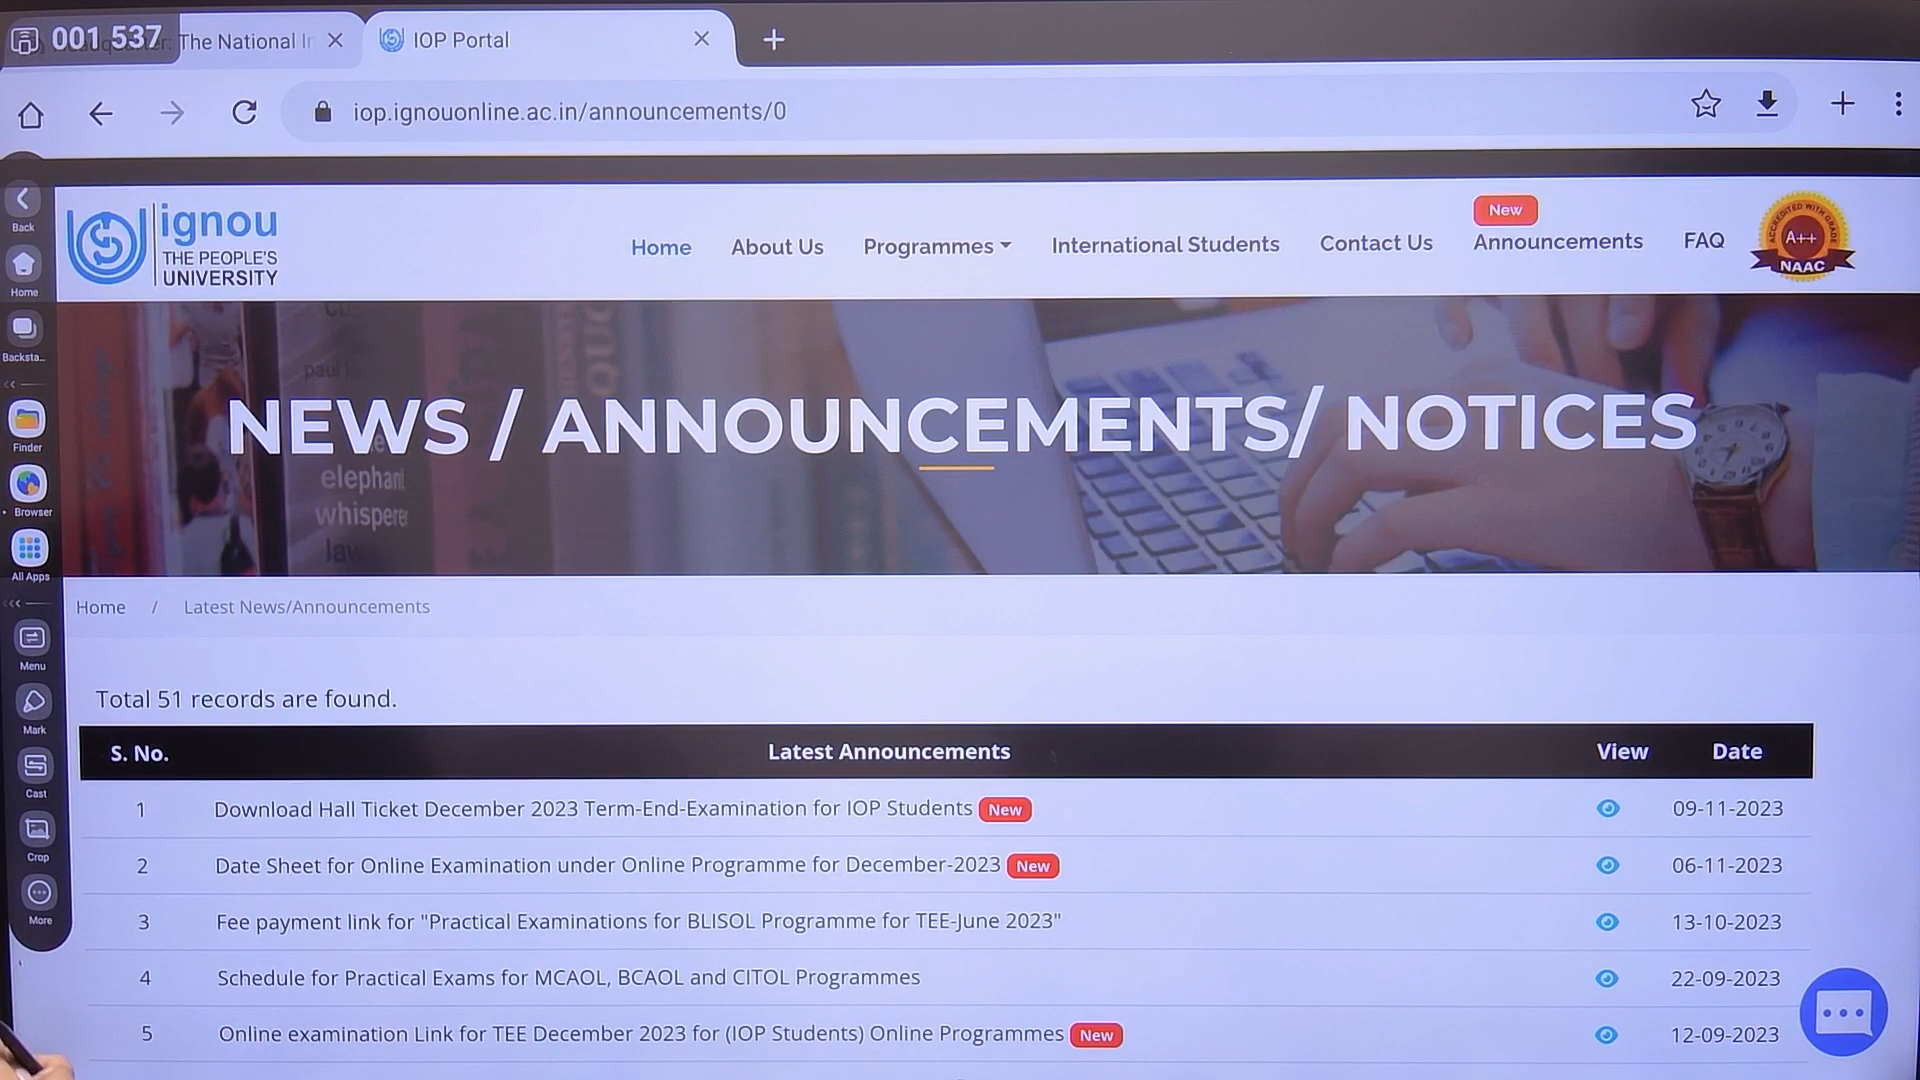 001 537
The National In
IOP Portal
iop.ignouonline.ac.in/announcements/0
Back
Home
Backsta...
Finder
Browser
All Apps
Menu
Mark
Cast
Crop
More
ignou
THE PEOPLE'S
UNIVERSITY
Home
About Us
Programmes
International Students
Contact Us
New
Announcements
FAQ
ACCREDITED WITH GRADE
A++
NAAC
elephant
whispere
NEWS / ANNOUNCEMENTS/ NOTICES
Home / Latest News/Announcements
Total 51 records are found.
S. No. Latest Announcements View Date
1 Download Hall Ticket December 2023 Term-End-Examination for IOP Students New 09-11-2023
2 Date Sheet for Online Examination under Online Programme for December-2023 New 06-11-2023
3 Fee payment link for "Practical Examinations for BLISOL Programme for TEE-June 2023" 13-10-2023
4 Schedule for Practical Exams for MCAOL, BCAOL and CITOL Programmes 22-09-2023
5 Online examination Link for TEE December 2023 for (IOP Students) Online Programmes New 12-09-2023